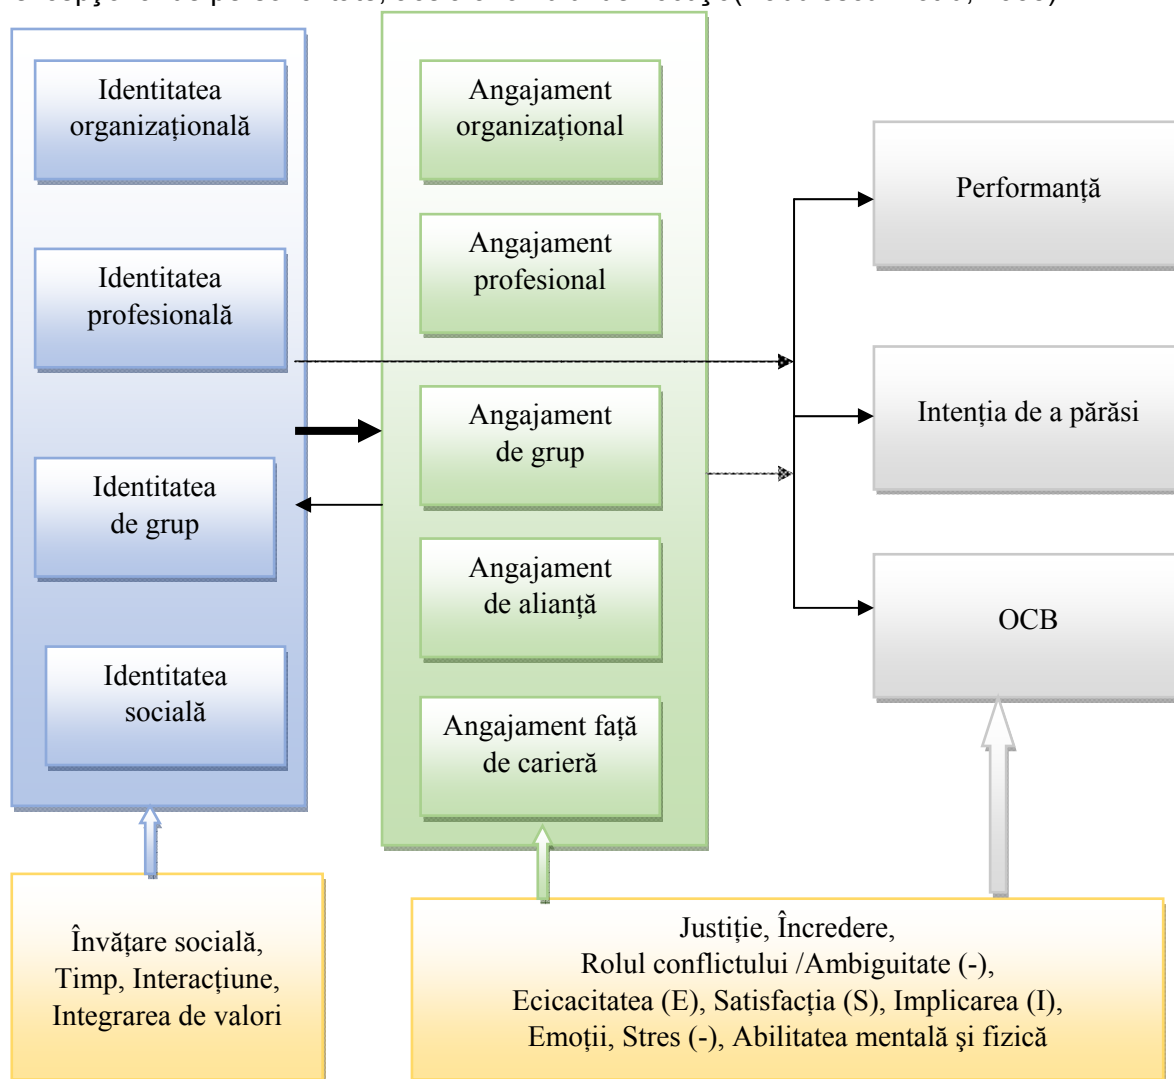 Identitatea
organizațională
Identitatea
profesională
Identitatea
de grup
Identitatea
socială
Angajament
organizațional
Angajament
profesional
Angajament
de grup
Angajament
de alianță
Angajament față
de carieră
Performanță
Intenția de a părăsi
OCB
Învățare socială,
Timp, Interacțiune,
Integrarea de valori
Justiție, Încredere,
Rolul conflictului /Ambiguitate (-),
Ecicacitatea (E), Satisfacția (S), Implicarea (I),
Emoții, Stres (-), Abilitatea mentală şi fizică